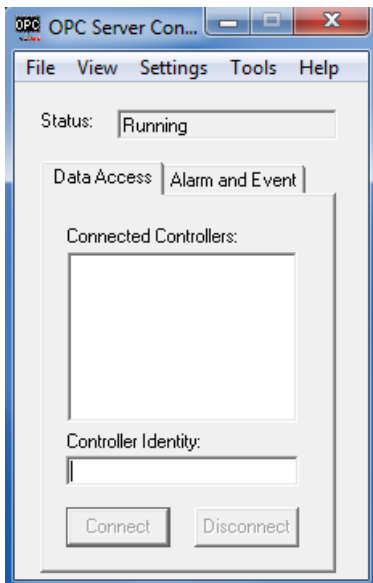 OPC OPC Server Con...
File View Settings Tools Help
Status: Running
Data Access Alarm and Event
Connected Controllers:
Controller Identity:
Connect Disconnect